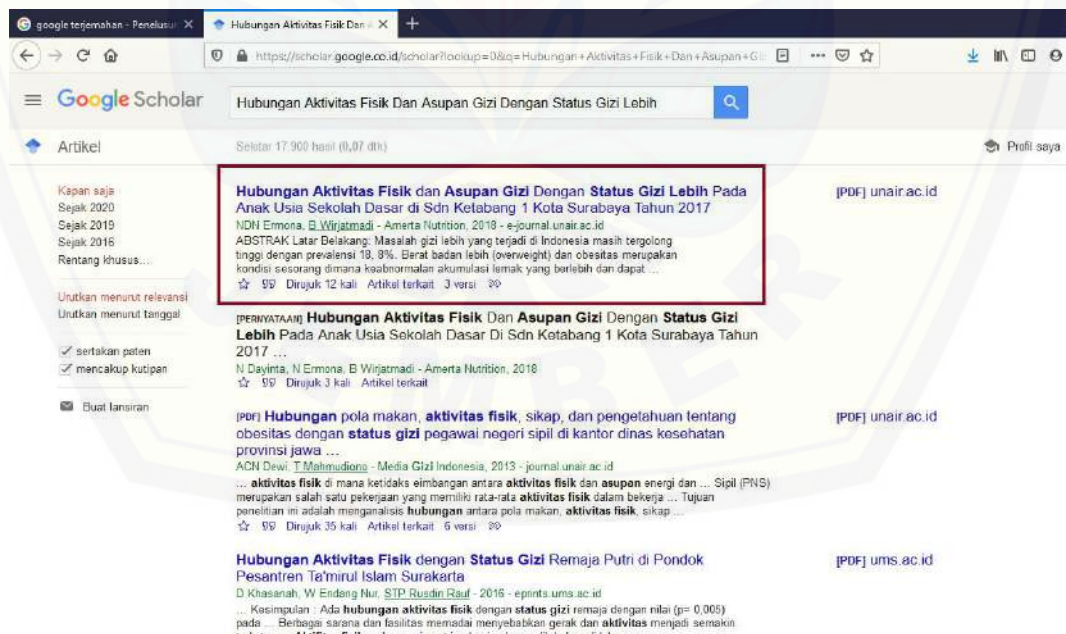 google terjemahan - Penelusur
Hubungan Aktivitas Fisik Dan A
https://scholar.google.co.id/scholar?lookup=0&q=Hubungan+Aktivitas+Fisik+Dan+Asupan+Gi
Google Scholar
Hubungan Aktivitas Fisik Dan Asupan Gizi Dengan Status Gizi Lebih
Artikel
Sekitar 17.900 hasil (0,07 dtk)
Profil saya
Kapan saja
Sejak 2020
Sejak 2019
Sejak 2016
Rentang khusus...
Urutkan menurut relevansi
Urutkan menurut tanggal
sertakan paten
mencakup kutipan
Buat lansiran
Hubungan Aktivitas Fisik dan Asupan Gizi Dengan Status Gizi Lebih Pada
Anak Usia Sekolah Dasar di Sdn Ketabang 1 Kota Surabaya Tahun 2017
NDN Ermona, B Wirjatmadi - Amerta Nutrition, 2018 - e-journal.unair.ac.id
ABSTRAK Latar Belakang: Masalah gizi lebih yang terjadi di Indonesia masih tergolong
tinggi dengan prevalensi 18, 8%. Berat badan lebih (overweight) dan obesitas merupakan
kondisi sesorang dimana keabnormalan akumulasi lemak yang berlebih dan dapat ...
Dirujuk 12 kali Artikel terkait 3 versi
[PDF] unair.ac.id
[PERNYATAAN] Hubungan Aktivitas Fisik Dan Asupan Gizi Dengan Status Gizi
Lebih Pada Anak Usia Sekolah Dasar Di Sdn Ketabang 1 Kota Surabaya Tahun
2017 ...
N Dayinta, N Ermona, B Wirjatmadi - Amerta Nutrition, 2018
Dirujuk 3 kali Artikel terkait
[PDF] Hubungan pola makan, aktivitas fisik, sikap, dan pengetahuan tentang
obesitas dengan status gizi pegawai negeri sipil di kantor dinas kesehatan
provinsi jawa ...
ACN Dewi, T Mahmudiono - Media Gizi Indonesia, 2013 - journal.unair.ac.id
... aktivitas fisik di mana ketidaks eimbangan antara aktivitas fisik dan asupan energi dan ... Sipil (PNS)
merupakan salah satu pekerjaan yang memiliki rata-rata aktivitas fisik dalam bekerja ... Tujuan
penelitian ini adalah menganalisis hubungan antara pola makan, aktivitas fisik, sikap ...
Dirujuk 35 kali Artikel terkait 6 versi
[PDF] unair.ac.id
Hubungan Aktivitas Fisik dengan Status Gizi Remaja Putri di Pondok
Pesantren Ta'mirul Islam Surakarta
D Khasanah, W Endang Nur, STP Rusdin Rauf - 2016 - eprints.ums.ac.id
... Kesimpulan : Ada hubungan aktivitas fisik dengan status gizi remaja dengan nilai (p= 0,005)
pada ... Berbagai sarana dan fasilitas memadai menyebabkan gerak dan aktivitas menjadi semakin
[PDF] ums.ac.id